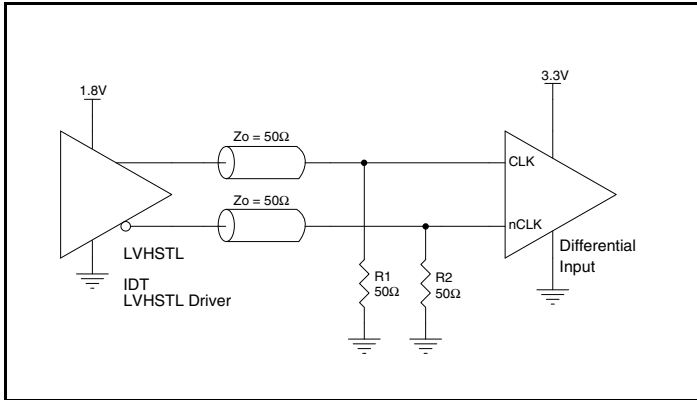 1.8V
3.3V
Zo = 50Ω
CLK
Zo = 50Ω
nCLK
LVHSTL
IDT
LVHSTL Driver
R1
50Ω
R2
50Ω
Differential
Input